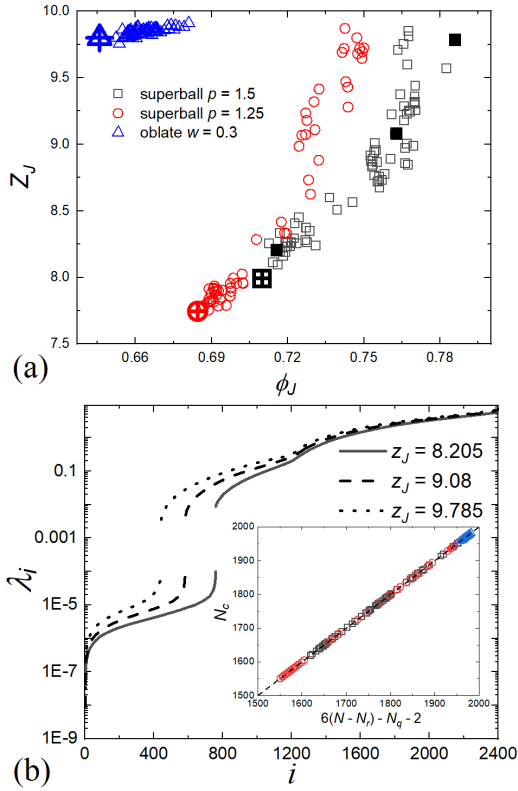 10.0
9.5
9.0
8.5
8.0
7.5
Z_J
superball p = 1.5
superball p = 1.25
oblate w = 0.3
0.66 0.69 0.72 0.75 0.78
(a)
ϕ_J
0.1
0.001
1E-5
1E-7
1E-9
λ_i
z_J = 8.205
z_J = 9.08
z_J = 9.785
2000
1900
1800
1700
1600
1500
N_c
1500 1600 1700 1800 1900 2000
6(N - N_r) - N_q - 2
0 400 800 1200 1600 2000 2400
(b)
i